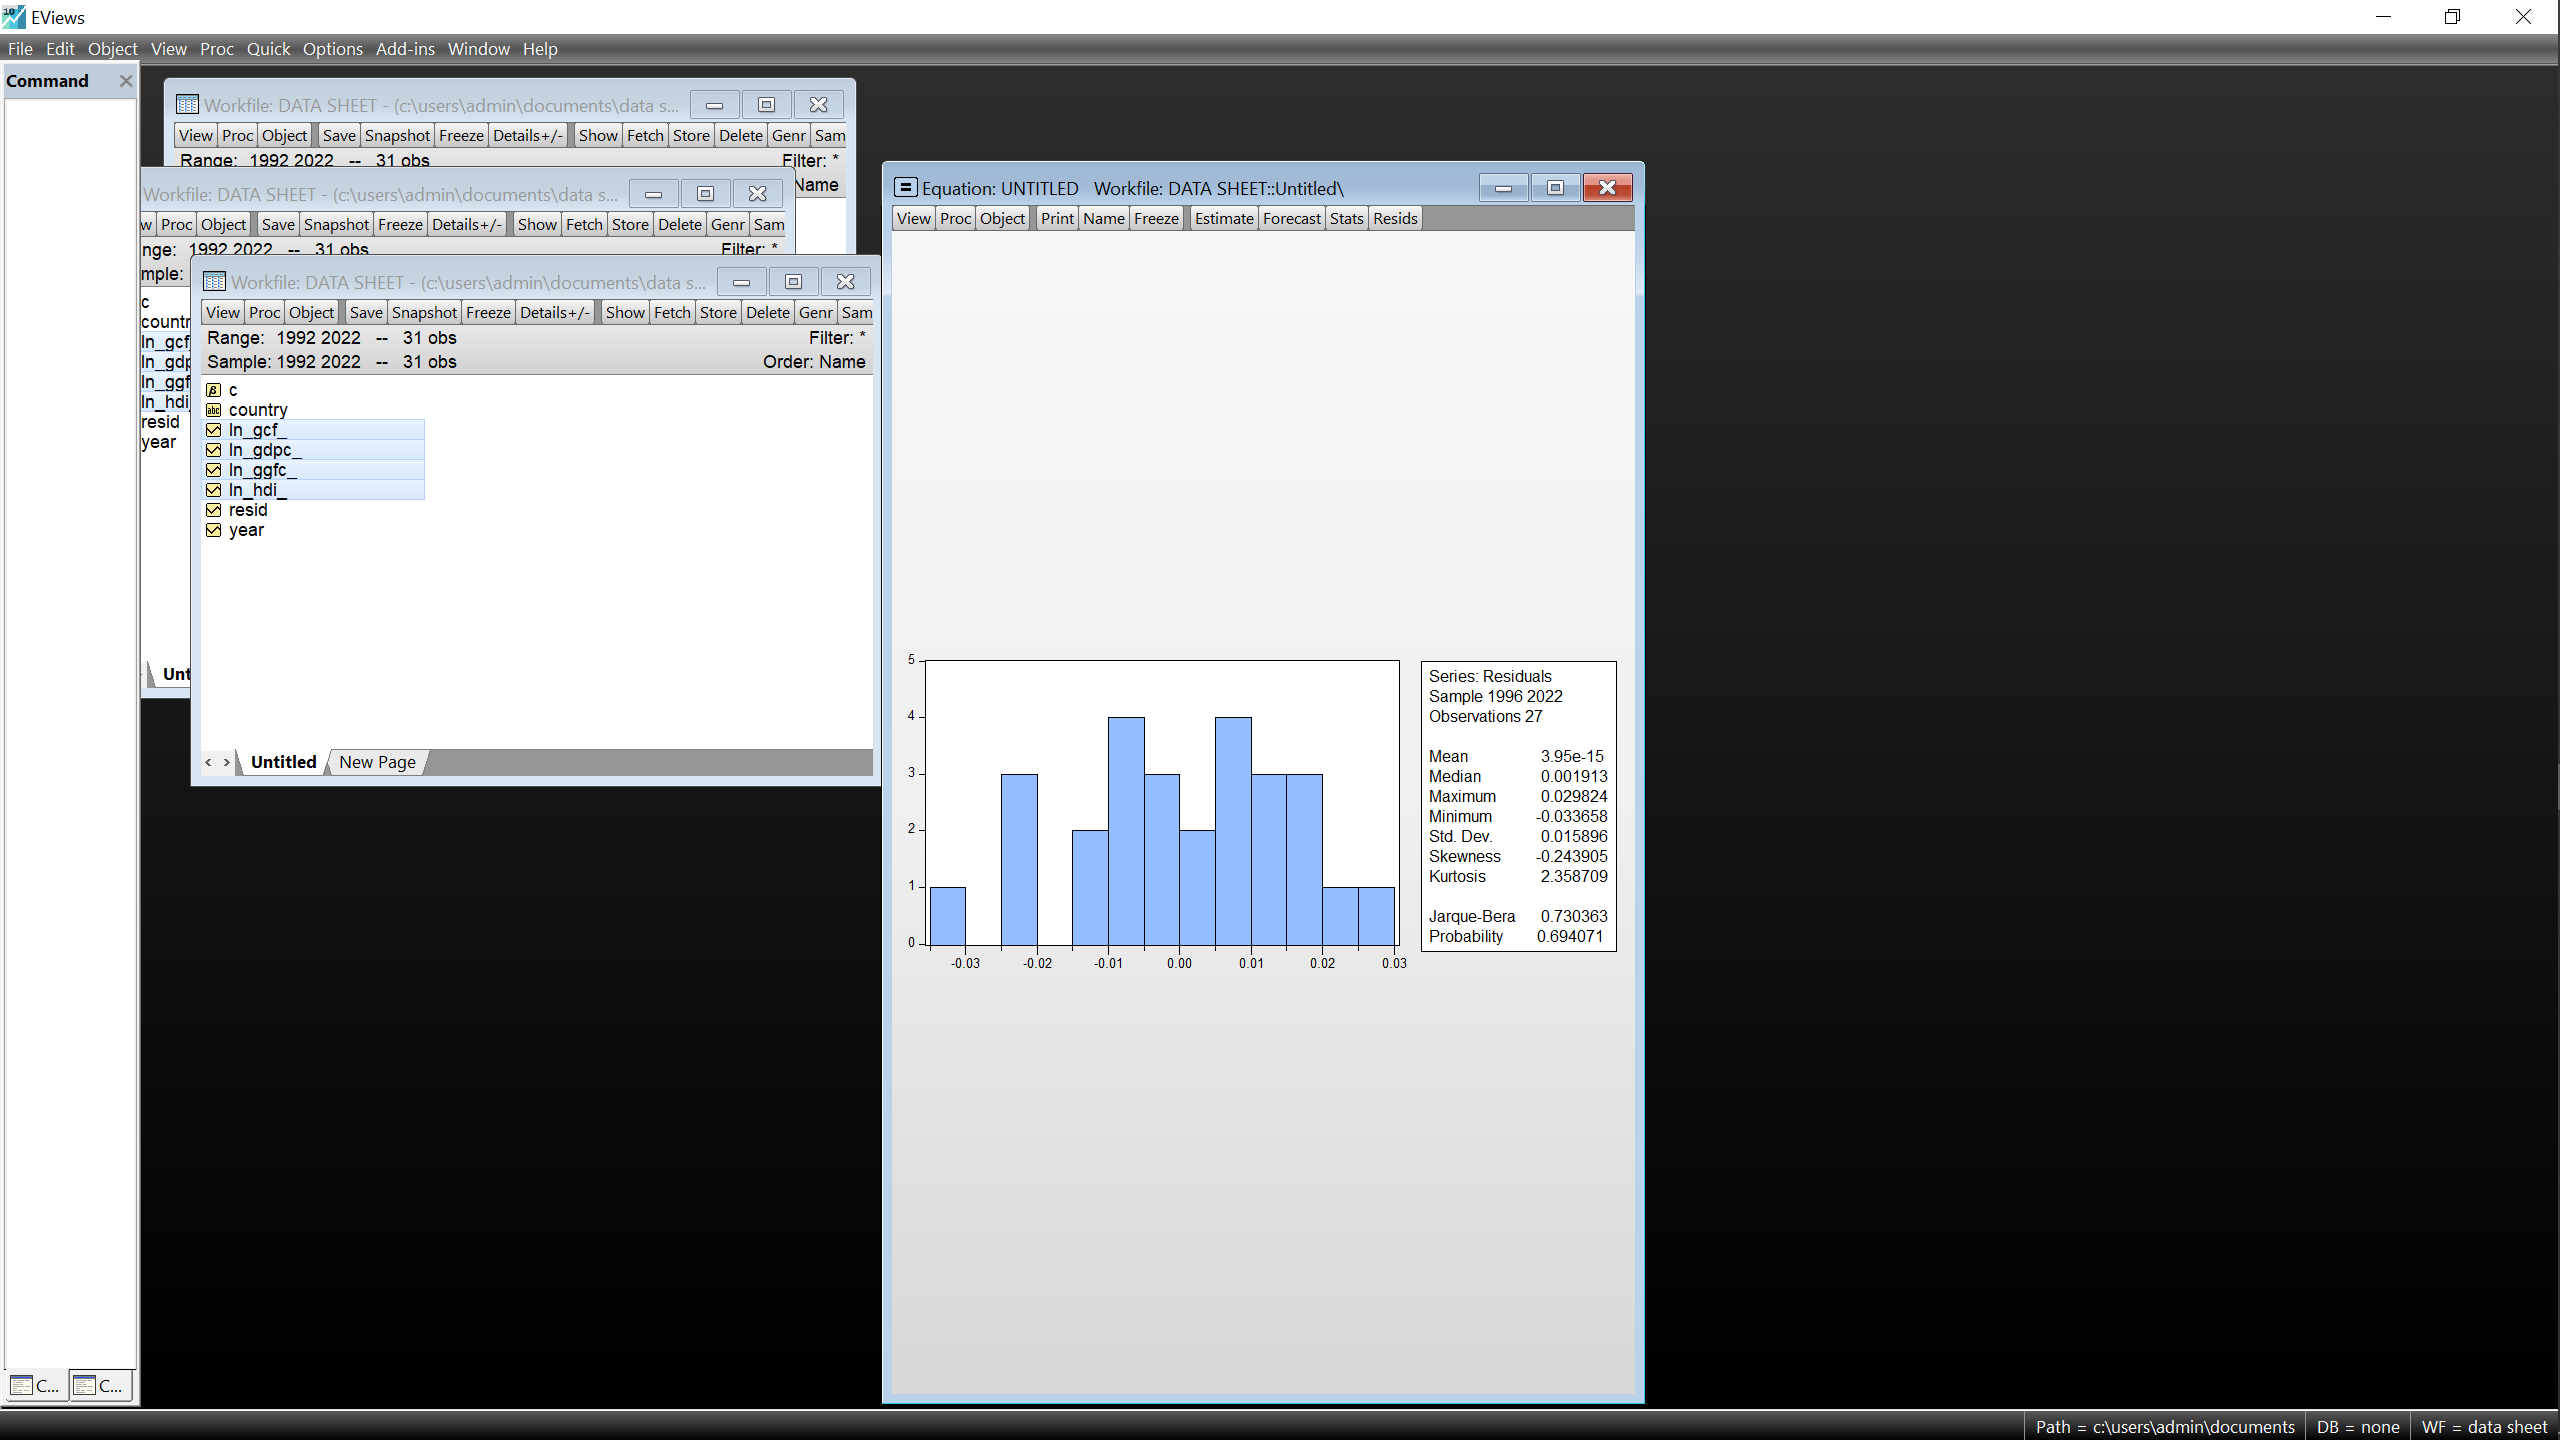 EViews
File Edit Object View Proc Quick Options Add-ins Window Help
Command
Workfile: DATA SHEET - (c:\users\admin\documents\data s...
View Proc Object Save Snapshot Freeze Details+/- Show Fetch Store Delete Genr Sam
Range: 1992 2022 -- 31 obs Filter: *
Name
Workfile: DATA SHEET - (c:\users\admin\documents\data s...
w Proc Object Save Snapshot Freeze Details+/- Show Fetch Store Delete Genr Sam
nge: 1992 2022 -- 31 obs Filter: *
mple:
c
countr
ln_gcf
ln_gdp
ln_ggf
ln_hdi
resid
year
Unt
Workfile: DATA SHEET - (c:\users\admin\documents\data s...
View Proc Object Save Snapshot Freeze Details+/- Show Fetch Store Delete Genr Sam
Range: 1992 2022 -- 31 obs Filter: *
Sample: 1992 2022 -- 31 obs Order: Name
c
country
ln_gcf_
ln_gdpc_
ln_ggfc_
ln_hdi_
resid
year
Untitled New Page
Equation: UNTITLED Workfile: DATA SHEET::Untitled\
View Proc Object Print Name Freeze Estimate Forecast Stats Resids
5
4
3
2
1
0
-0.03 -0.02 -0.01 0.00 0.01 0.02 0.03
Series: Residuals
Sample 1996 2022
Observations 27
Mean 3.95e-15
Median 0.001913
Maximum 0.029824
Minimum -0.033658
Std. Dev. 0.015896
Skewness -0.243905
Kurtosis 2.358709
Jarque-Bera 0.730363
Probability 0.694071
C... C...
Path = c:\users\admin\documents DB = none WF = data sheet